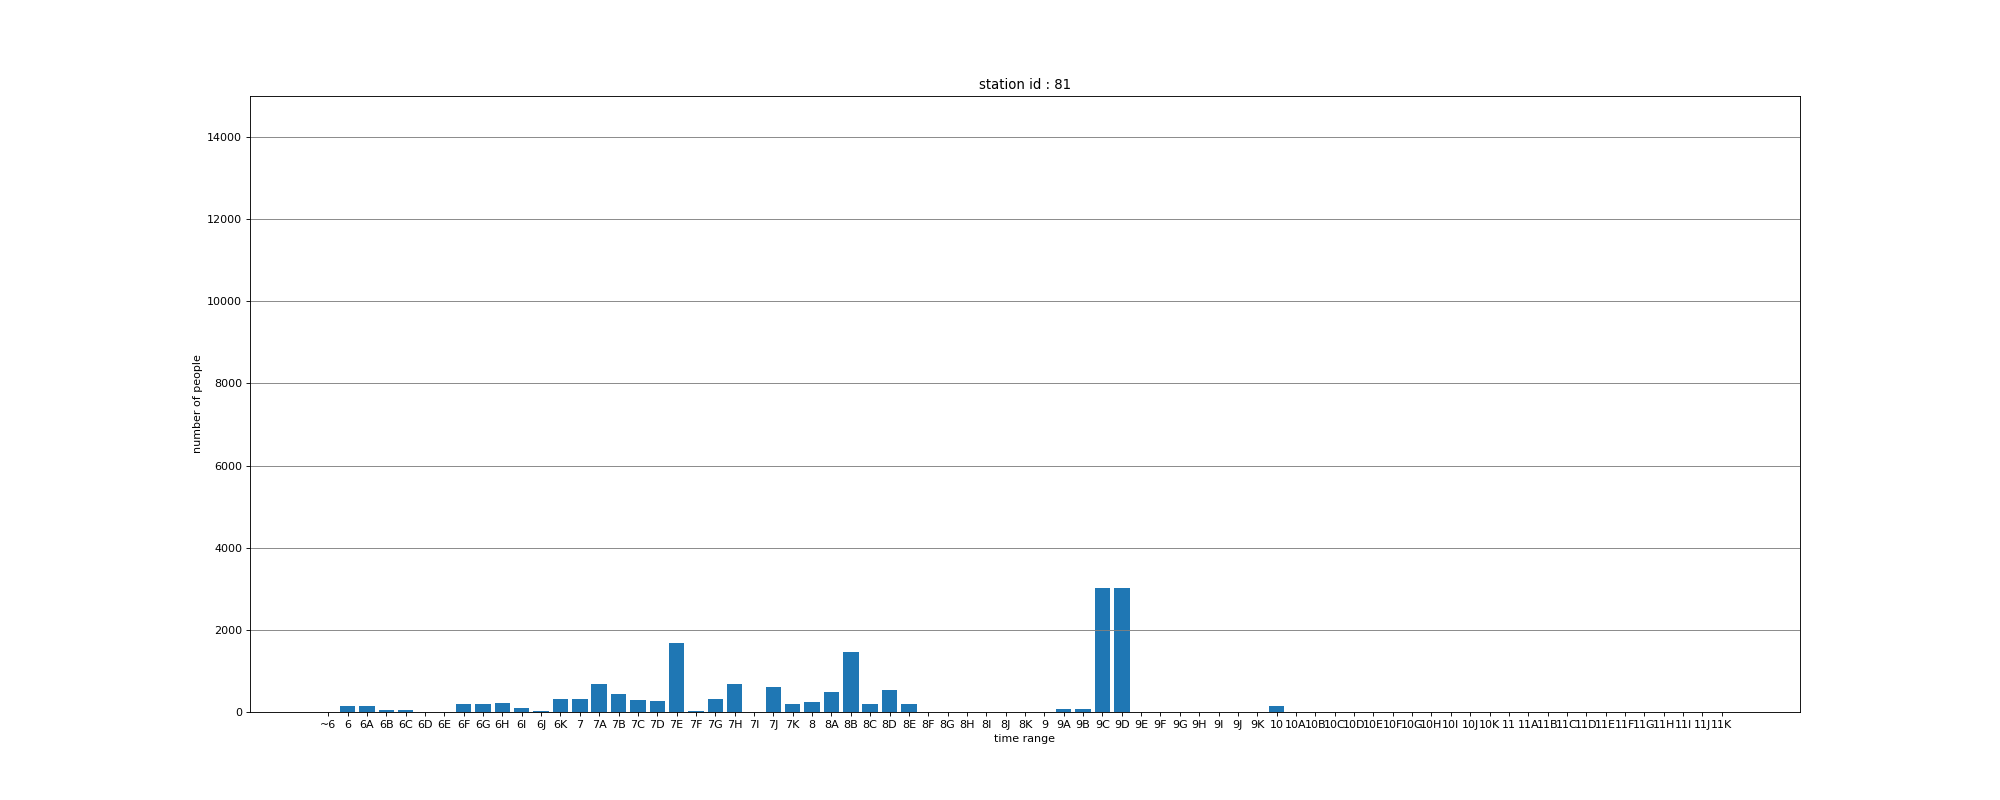 station id : 81
14000
12000
10000
8000
6000
4000
2000
0
number of people
~6 6 6A 6B 6C 6D 6E 6F 6G 6H 6I 6J 6K 7 7A 7B 7C 7D 7E 7F 7G 7H 7I 7J 7K 8 8A 8B 8C 8D 8E 8F 8G 8H 8I 8J 8K 9 9A 9B 9C 9D 9E 9F 9G 9H 9I 9J 9K 10 10A 10B 10C 10D 10E 10F 10G 10H 10I 10J 10K 11 11A 11B 11C 11D 11E 11F 11G 11H 11I 11J 11K
time range